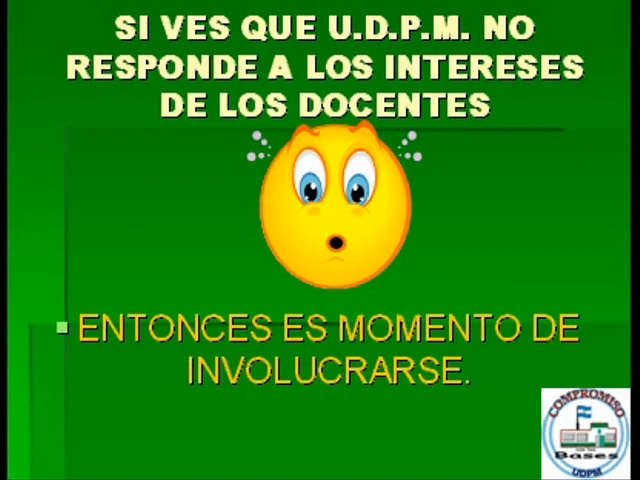 SI VES QUE U.D.P.M. NO
RESPONDE A LOS INTERESES
DE LOS DOCENTES
ENTONCES ES MOMENTO DE
INVOLUCRARSE.
COMPROMISO
Bases
UDPM